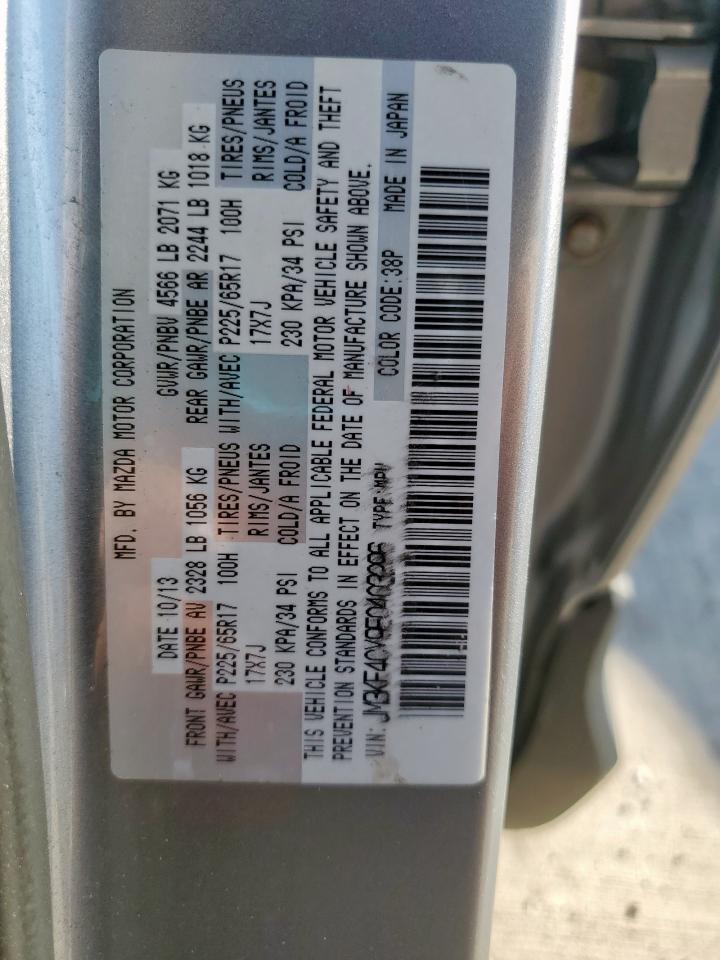 MFD. BY MAZDA MOTOR CORPORATION
DATE 10/13 GVWR/PNBV 4566 LB 2071 KG
FRONT GAWR/PNBE AV 2328 LB 1056 KG REAR GAWR/PNBE AR 2244 LB 1018 KG
WITH/AVEC P225/65R17 100H TIRES/PNEUS WITH/AVEC P225/65R17 100H TIRES/PNEUS
17X7J RIMS/JANTES 17X7J RIMS/JANTES
230 KPA/34 PSI COLD/A FROID 230 KPA/34 PSI COLD/A FROID
THIS VEHICLE CONFORMS TO ALL APPLICABLE FEDERAL MOTOR VEHICLE SAFETY AND THEFT
PREVENTION STANDARDS IN EFFECT ON THE DATE OF MANUFACTURE SHOWN ABOVE.
VIN: TYPE MPV COLOR CODE:38P MADE IN JAPAN